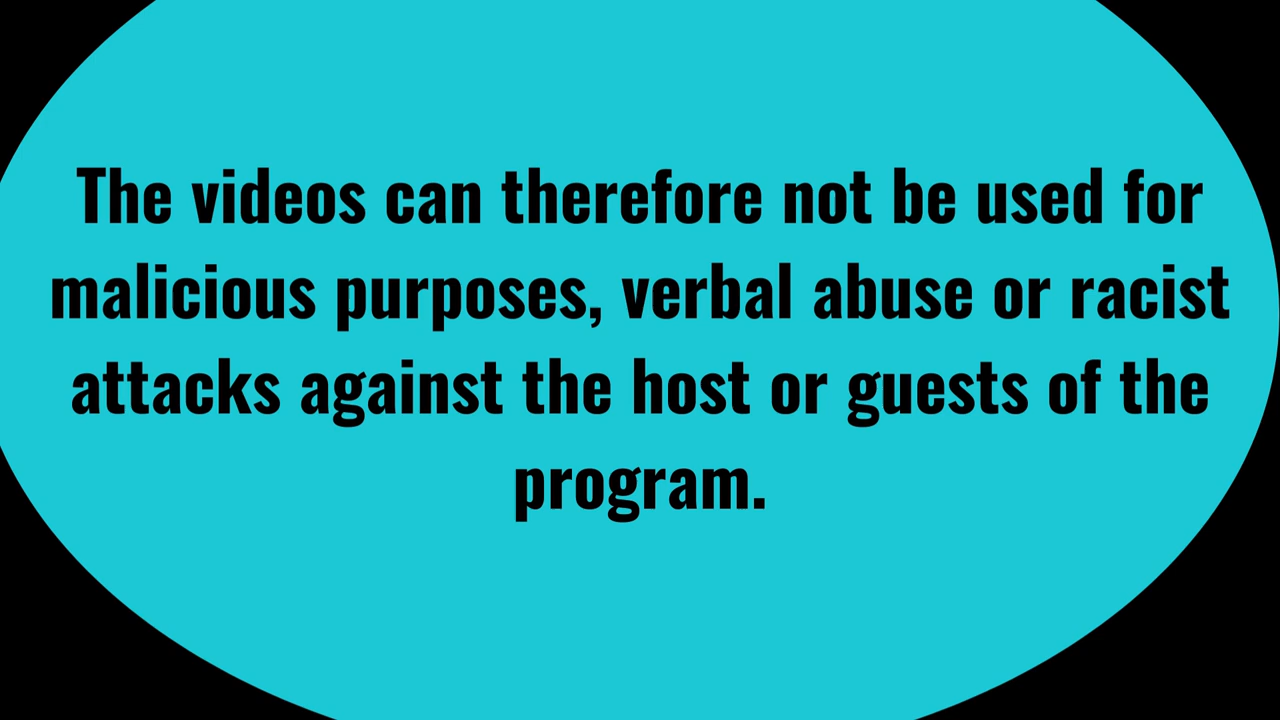 The videos can therefore not be used for
malicious purposes, verbal abuse or racist
attacks against the host or guests of the
program.